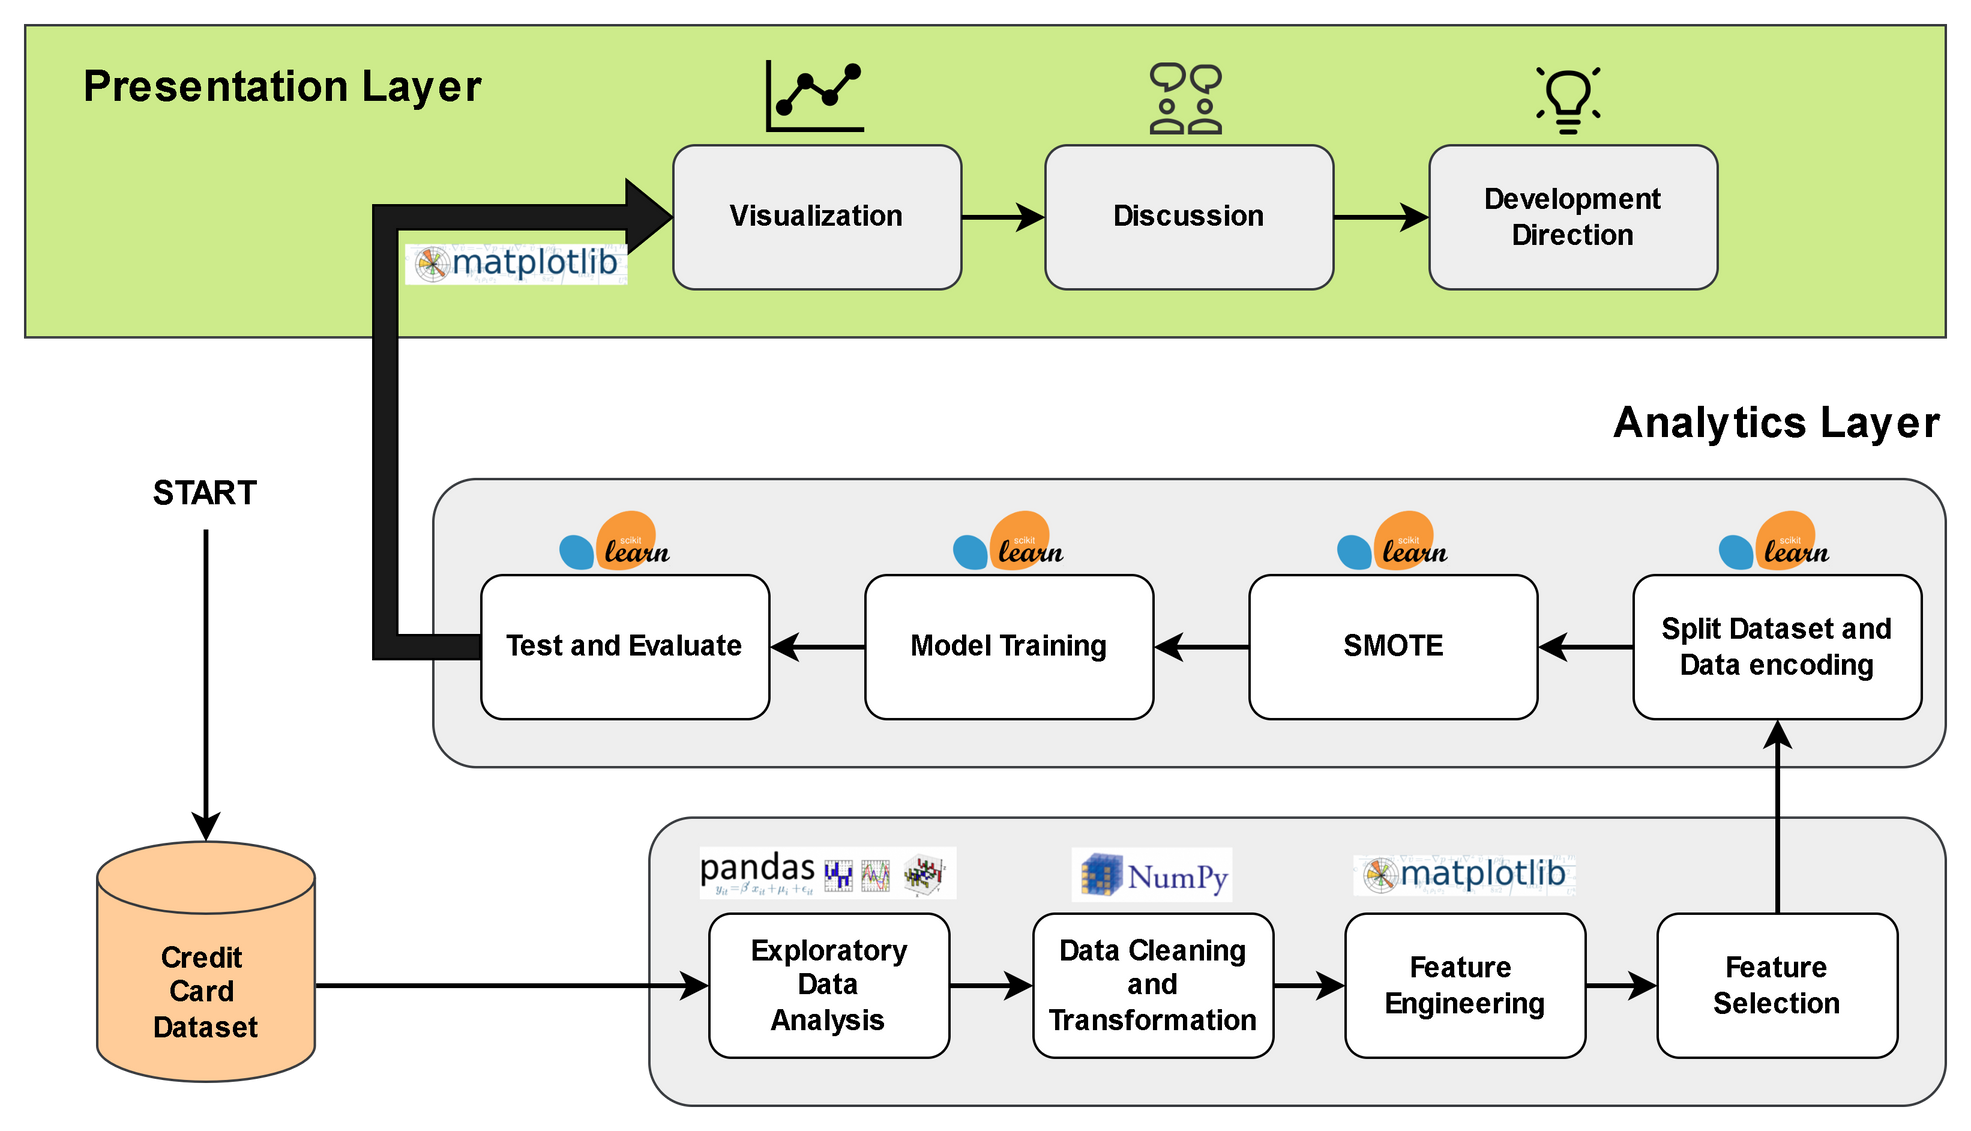 Presentation Layer
Visualization
Discussion
Development
Direction
matplotlib
Analytics Layer
START
scikit
learn
scikit
learn
scikit
learn
scikit
learn
Test and Evaluate
Model Training
SMOTE
Split Dataset and
Data encoding
pandas
NumPy
matplotlib
Credit
Card
Dataset
Exploratory
Data
Analysis
Data Cleaning
and
Transformation
Feature
Engineering
Feature
Selection